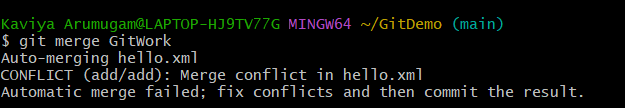 Kaviya Arumugam@LAPTOP-HJ9TV77G MINGW64 ~/GitDemo (main)
$ git merge GitWork
Auto-merging hello.xml
CONFLICT (add/add): Merge conflict in hello.xml
Automatic merge failed; fix conflicts and then commit the result.